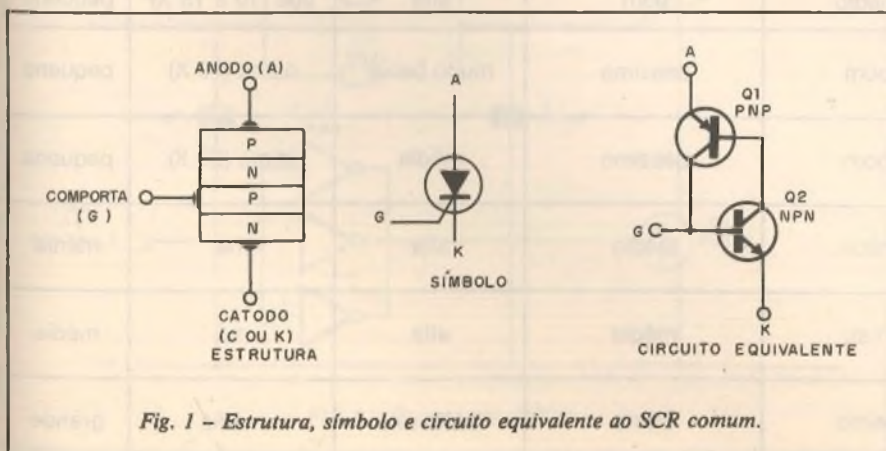 ANODO (A)
P
N
P
N
COMPORTA
(G)
CATODO
(C OU K)
ESTRUTURA
A
G
K
SÍMBOLO
A
Q1
PNP
Q2
NPN
G
K
CIRCUITO EQUIVALENTE
Fig. 1 – Estrutura, símbolo e circuito equivalente ao SCR comum.